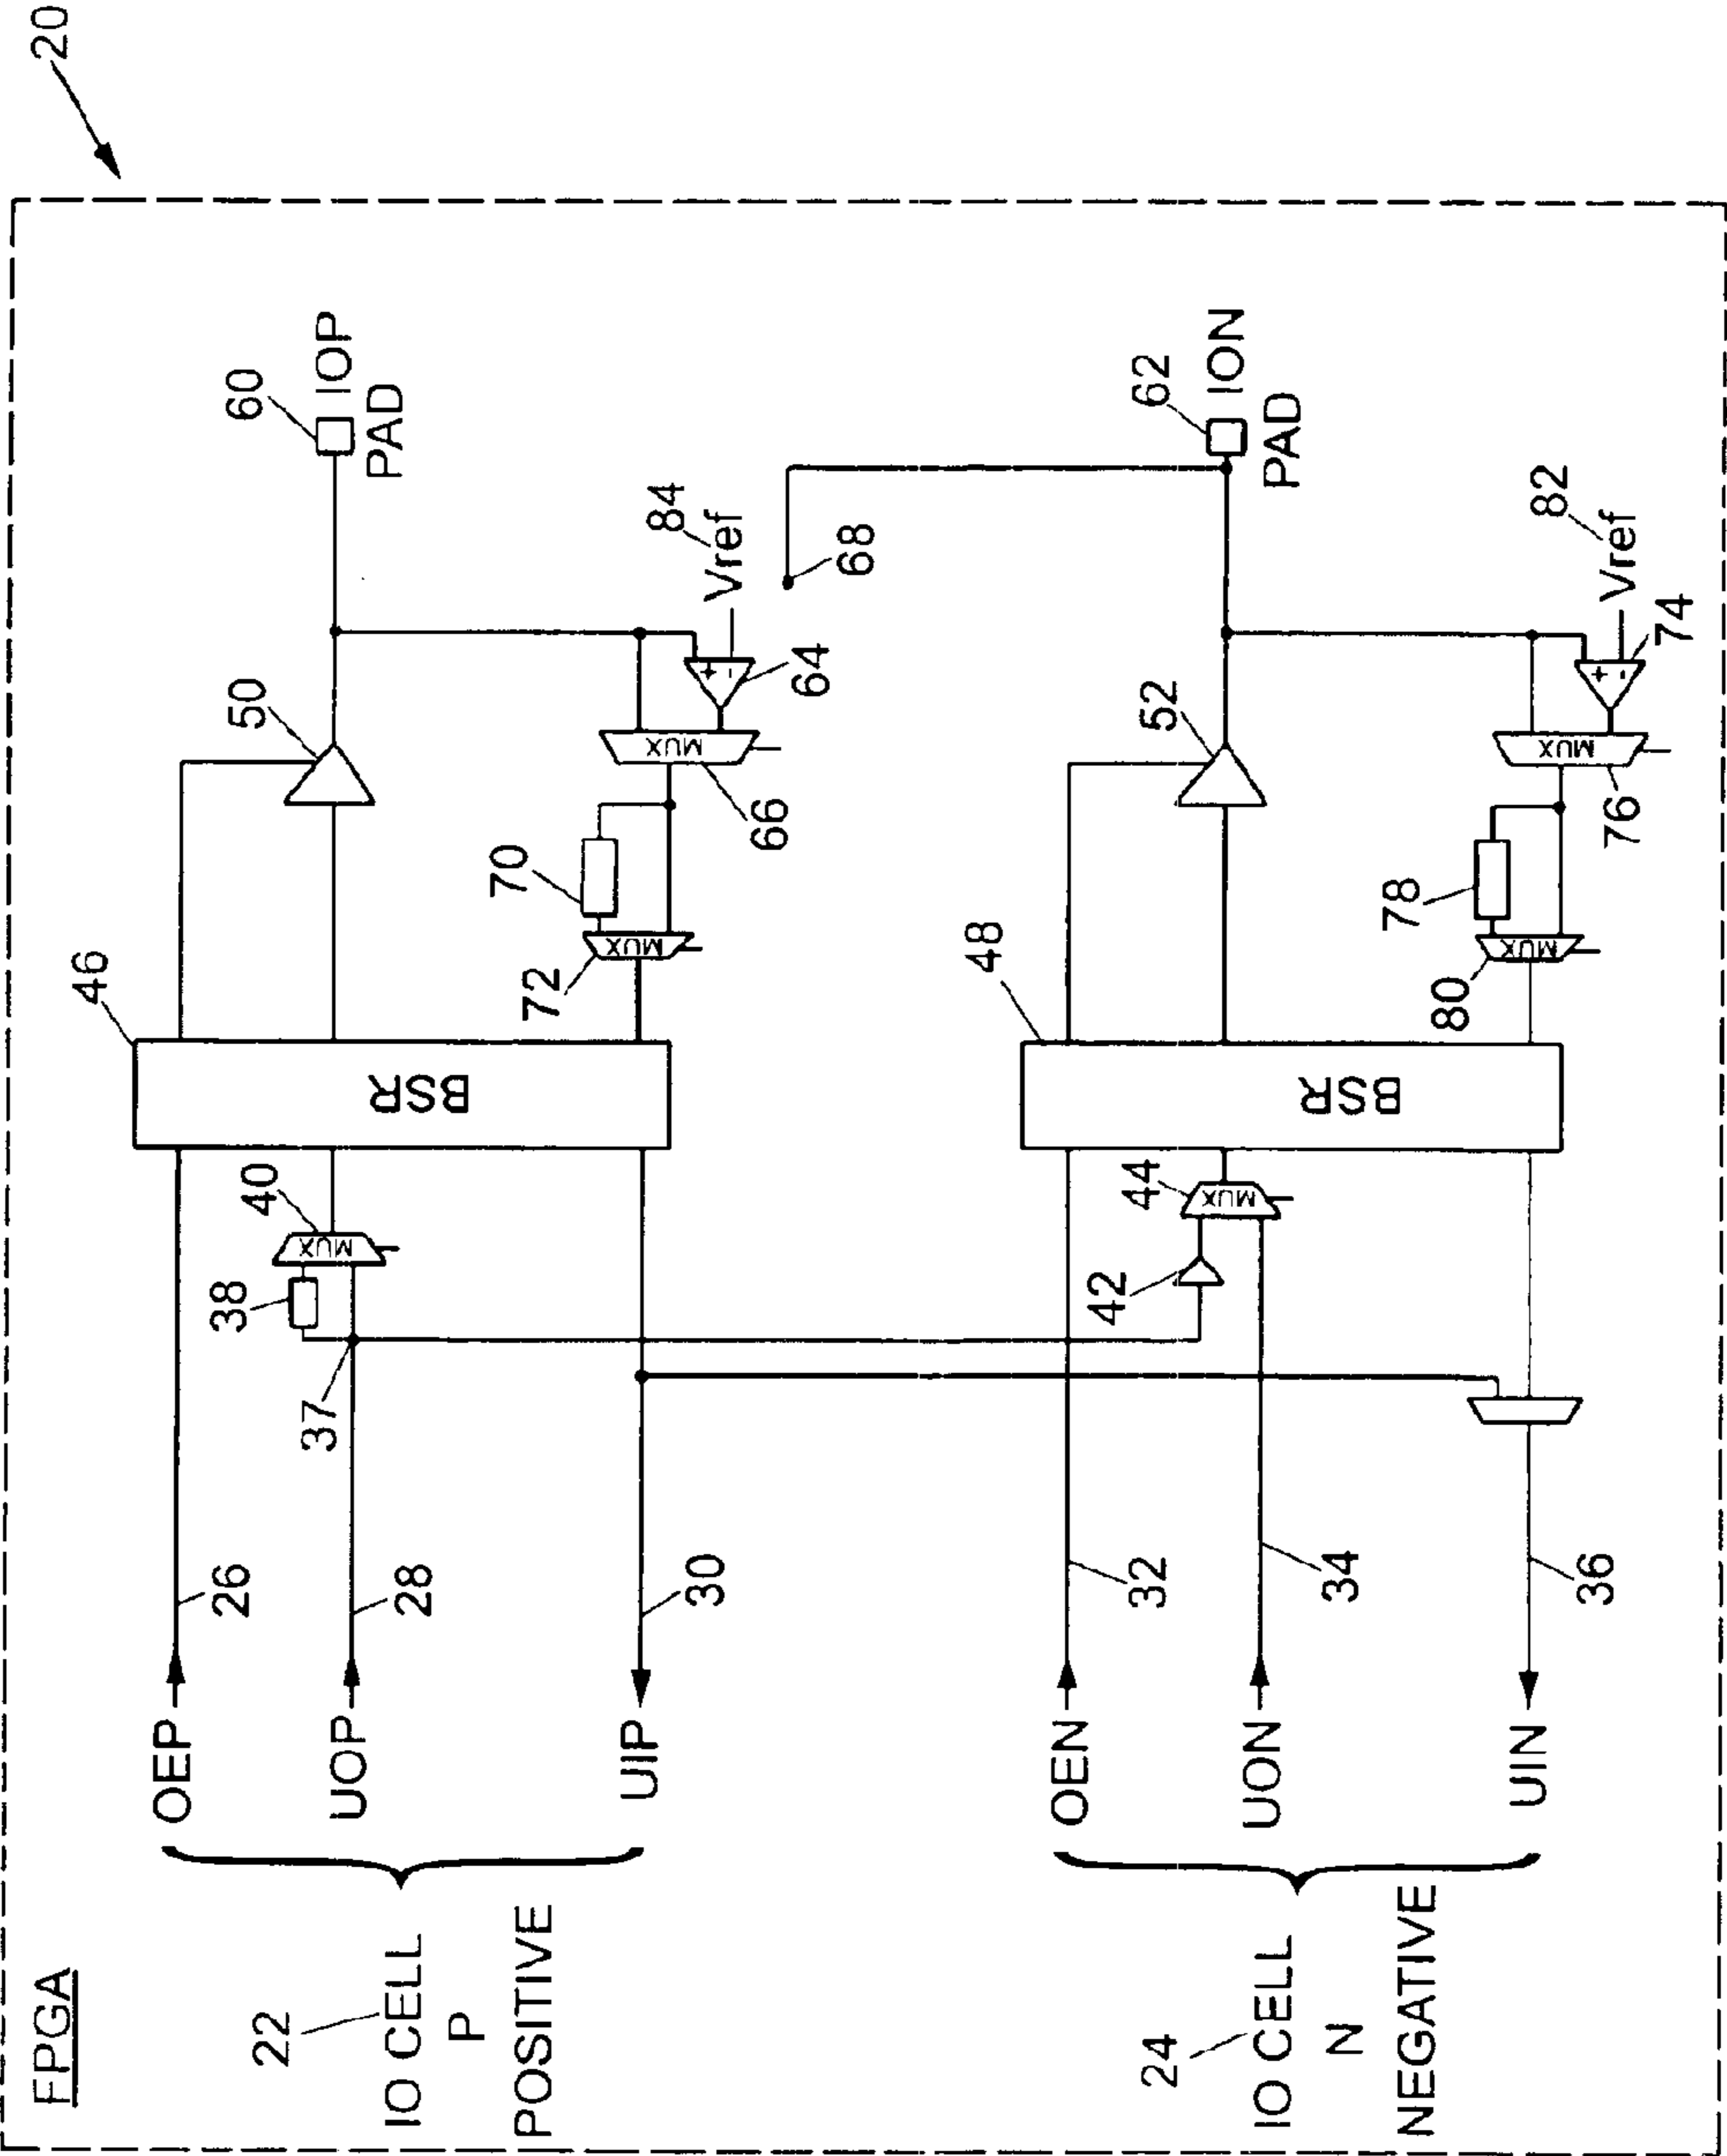 20
FPGA
22
IO CELL
P
POSITIVE
OEP
26
UOP
28
UIP
30
37
38
40
MUX
46
BSR
50
60
IOP
PAD
70
72
MUX
66
MUX
64
+
-
Vref
84
68
24
IO CELL
N
NEGATIVE
OEN
32
UON
34
UIN
36
42
44
MUX
48
BSR
52
62
ION
PAD
78
80
MUX
76
MUX
74
+
-
Vref
82